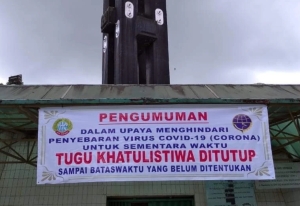 PENGUMUMAN
DALAM UPAYA MENGHINDARI
PENYEBARAN VIRUS COVID-19 (CORONA)
UNTUK SEMENTARA WAKTU
TUGU KHATULISTIWA DITUTUP
SAMPAI BATASWAKTU YANG BELUM DITENTUKAN